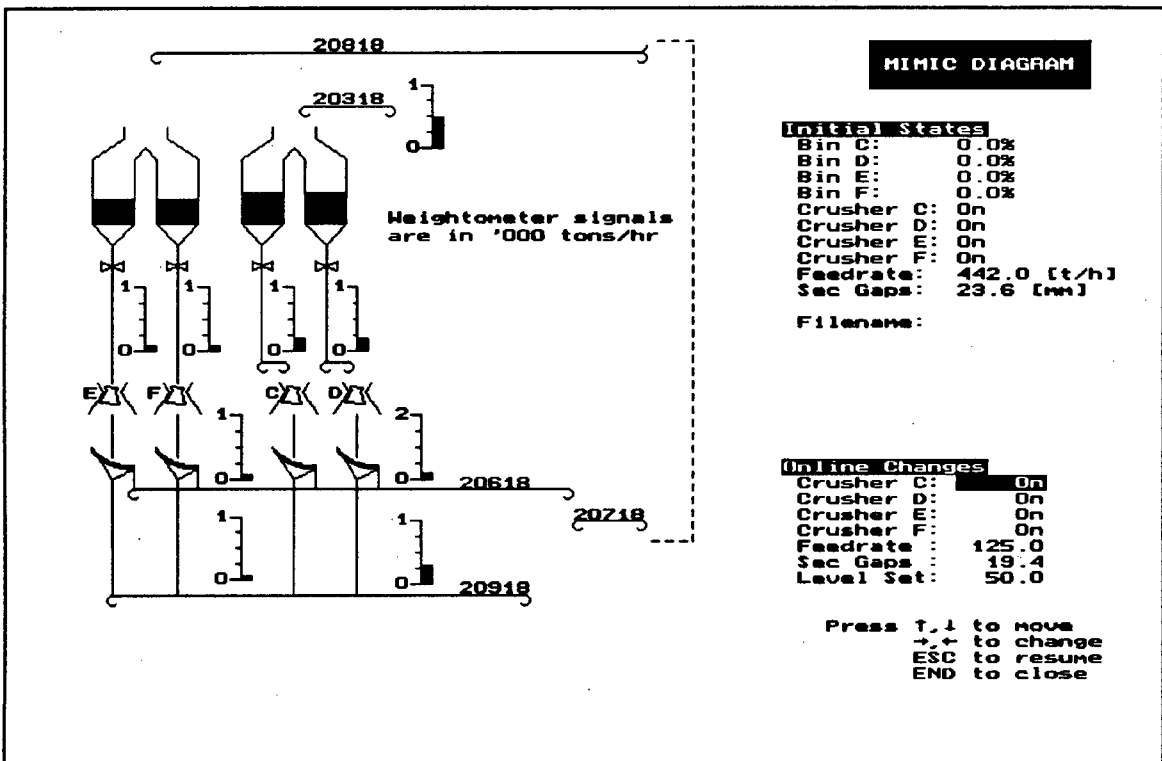 20818
MIMIC DIAGRAM
1
20318
0
Initial States
Bin C: 0.0%
Bin D: 0.0%
Bin E: 0.0%
Bin F: 0.0%
Crusher C: On
Crusher D: On
Crusher E: On
Crusher F: On
Feedrate: 442.0 [t/h]
Sec Gaps: 23.6 [mm]
Filename:
Weightometer signals
are in '000 tons/hr
1 1 1 1
0 0 0 0
E F C D
1 2
0 0
20618
20718
1 1
0 0
20918
Online Changes
Crusher C: On
Crusher D: On
Crusher E: On
Crusher F: On
Feedrate : 125.0
Sec Gaps : 19.4
Level Set: 50.0
Press ↑,↓ to move
→,← to change
ESC to resume
END to close